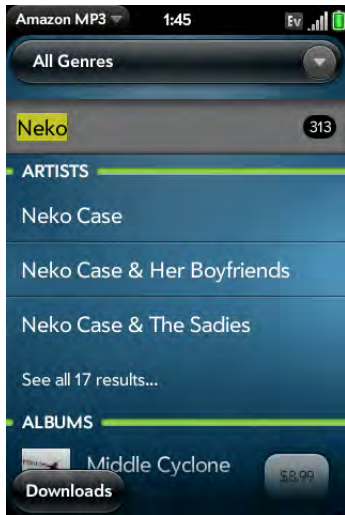 Amazon MP3 1:45 Ev
All Genres
Neko 313
ARTISTS
Neko Case
Neko Case & Her Boyfriends
Neko Case & The Sadies
See all 17 results...
ALBUMS
Middle Cyclone $8.99
Downloads